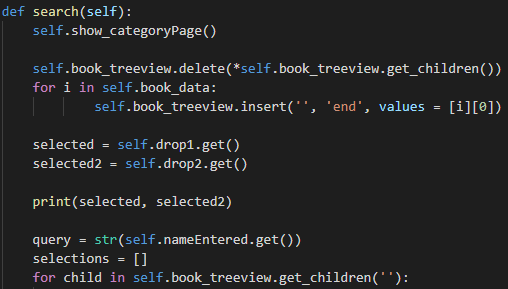 def search(self):
    self.show_categoryPage()
    self.book_treeview.delete(*self.book_treeview.get_children())
    for i in self.book_data:
            self.book_treeview.insert('', 'end', values = [i][0])
    selected = self.drop1.get()
    selected2 = self.drop2.get()
    print(selected, selected2)
    query = str(self.nameEntered.get())
    selections = []
    for child in self.book_treeview.get_children(''):